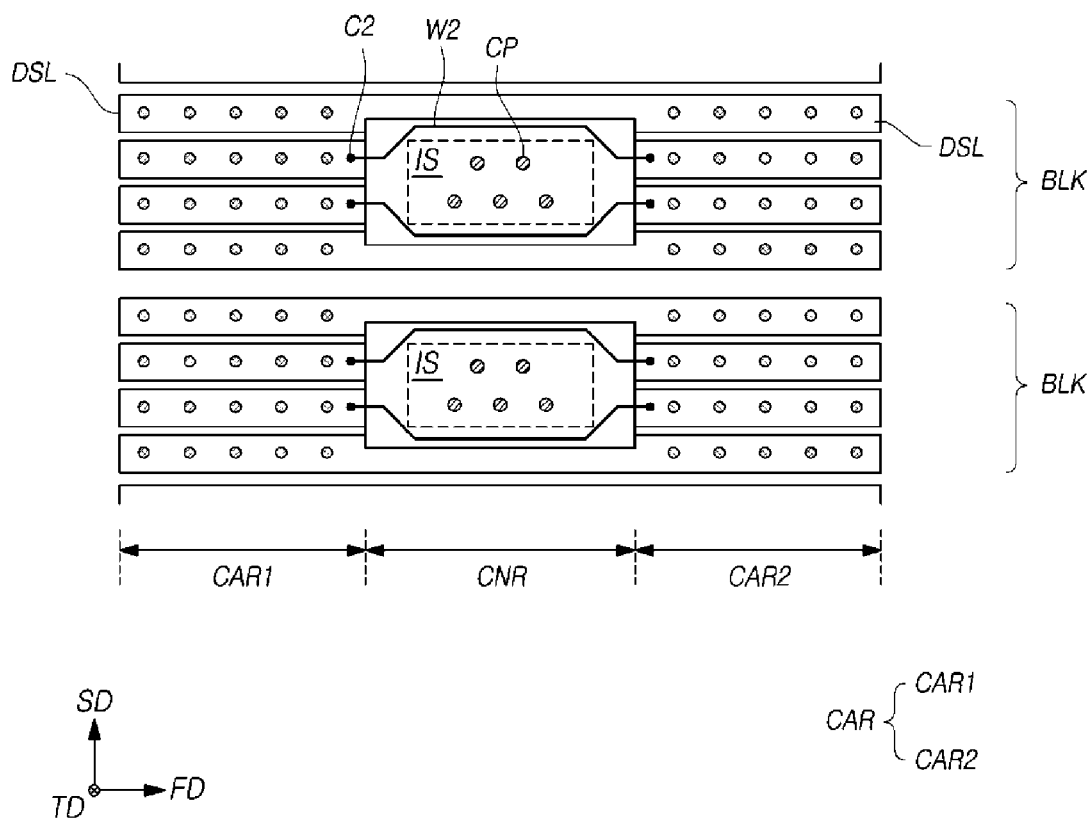 C2
W2
CP
DSL
DSL
IS
BLK
IS
BLK
CAR1
CNR
CAR2
SD
TD
FD
CAR
CAR1
CAR2